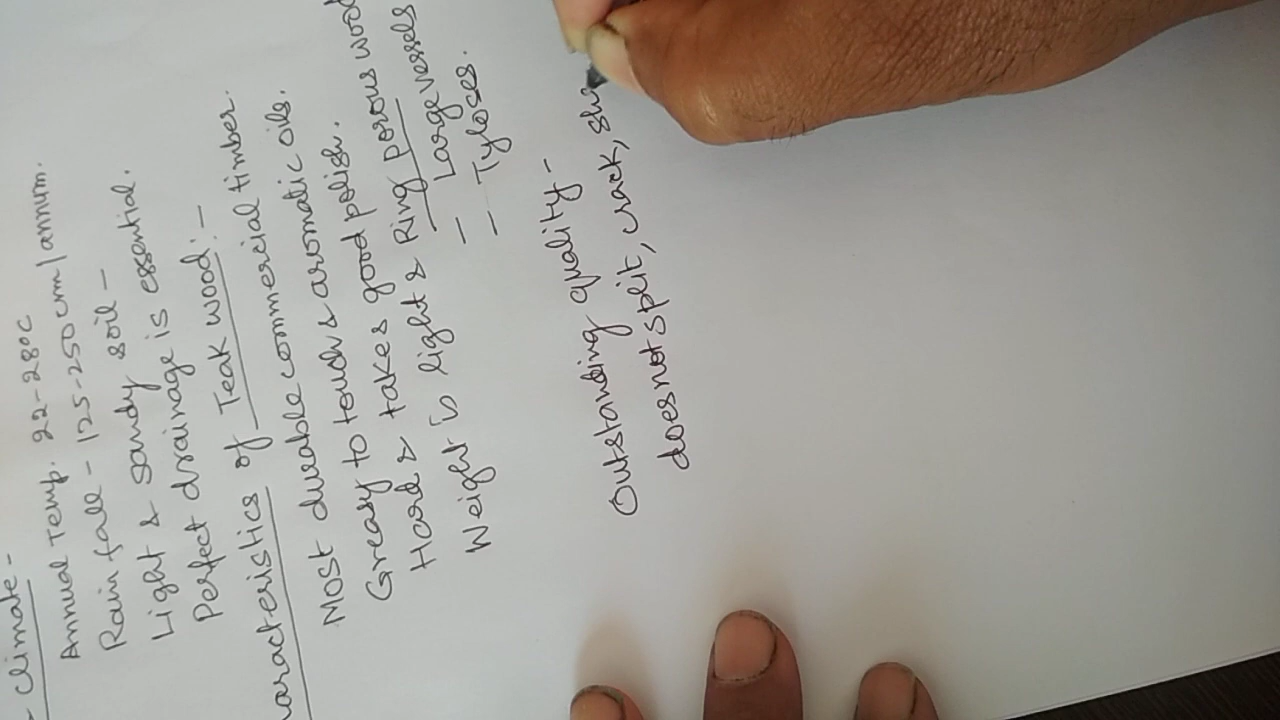 - Climate -
Annual Temp. 22-28°C
Rain fall - 125-250 cm/annum.
Light & sandy soil -
Perfect drainage is essential.
haracteristics of Teak wood: -
Most durable commercial timber.
Greasy to touch & aromatic oils.
Hard & takes good polish.
Weight is light & Ring porous wood
- Large vessels
- Tyloses.
Outstanding quality -
does not split, crack, sh